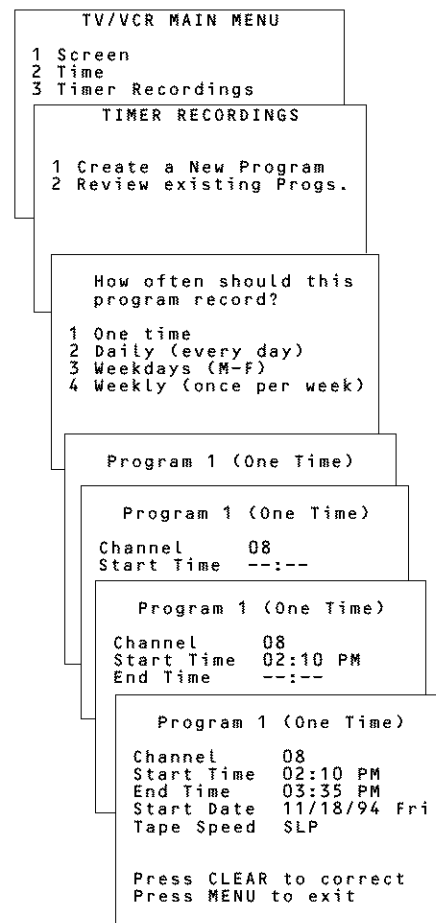 TV/VCR MAIN MENU
1 Screen
2 Time
3 Timer Recordings
TIMER RECORDINGS
1 Create a New Program
2 Review existing Progs.
How often should this
program record?
1 One time
2 Daily (every day)
3 Weekdays (M-F)
4 Weekly (once per week)
Program 1 (One Time)
Program 1 (One Time)
Channel 08
Start Time --:--
Program 1 (One Time)
Channel 08
Start Time 02:10 PM
End Time --:--
Program 1 (One Time)
Channel 08
Start Time 02:10 PM
End Time 03:35 PM
Start Date 11/18/94 Fri
Tape Speed SLP
Press CLEAR to correct
Press MENU to exit